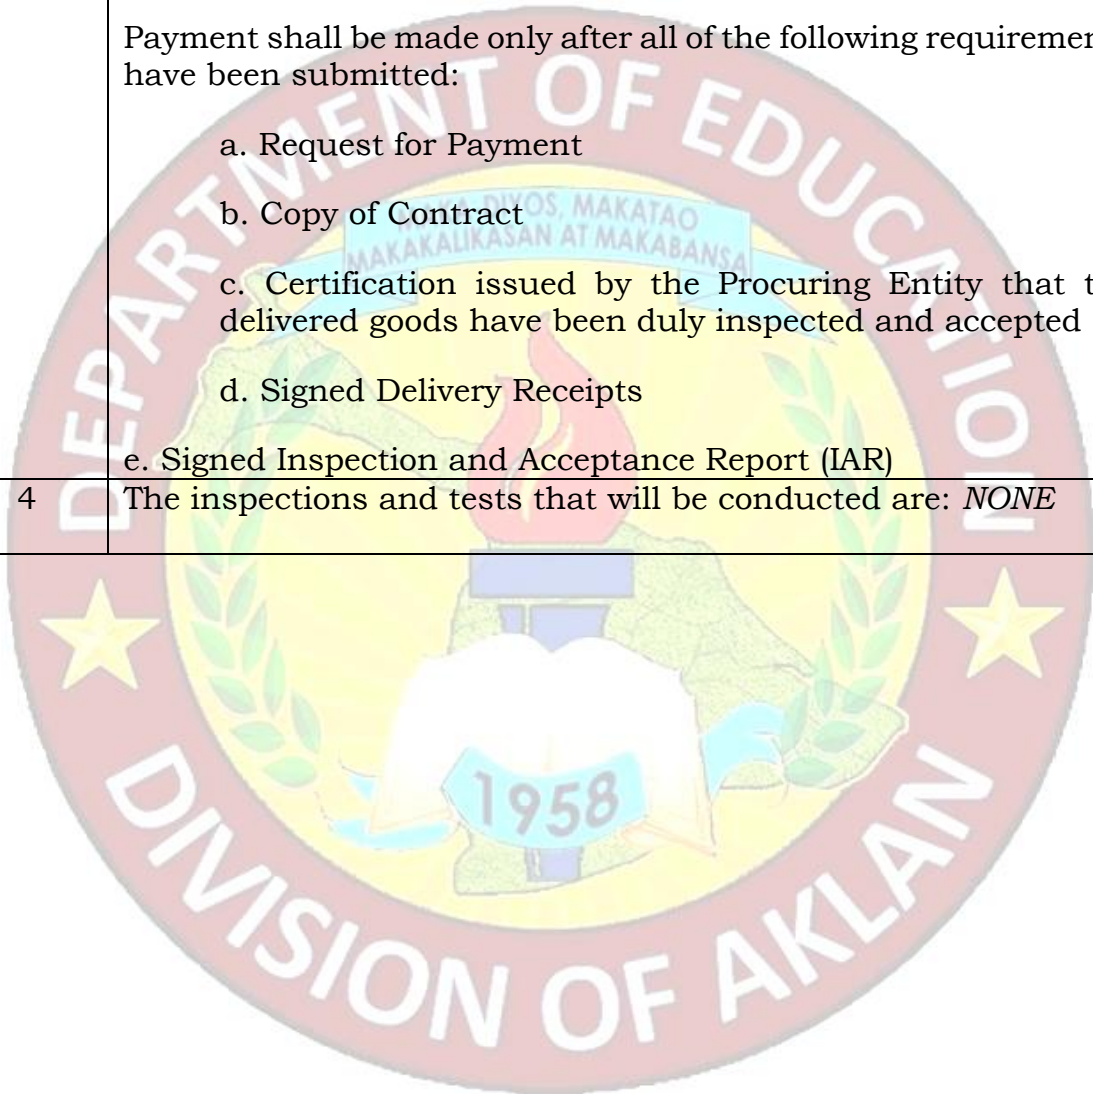 Payment shall be made only after all of the following
have been submitted:
a. Request for Payment
b. Copy of Contract
c. Certification issued by the Procuring Entity that
delivered goods have been duly inspected and accepted
d. Signed Delivery Receipts
e. Signed Inspection and Acceptance Report (IAR)
4 The inspections and tests that will be conducted are: NONE
DEPARTMENT OF EDUCATION
DIYOS, MAKATAO
MAKAKALIKASAN AT MAKABANSA
1958
DIVISION OF AKLAN